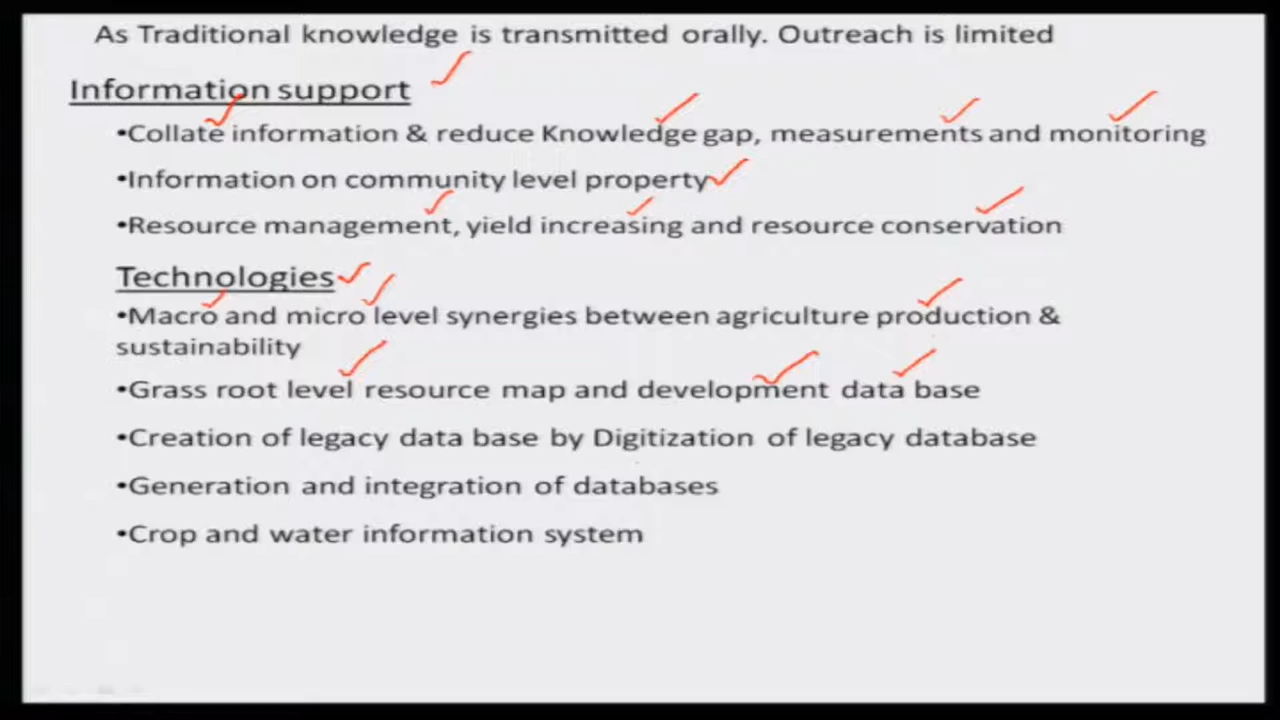 As Traditional knowledge is transmitted orally. Outreach is limited
Information support
•Collate information & reduce Knowledge gap, measurements and monitoring
•Information on community level property
•Resource management, yield increasing and resource conservation
Technologies
•Macro and micro level synergies between agriculture production &
sustainability
•Grass root level resource map and development data base
•Creation of legacy data base by Digitization of legacy database
•Generation and integration of databases
•Crop and water information system